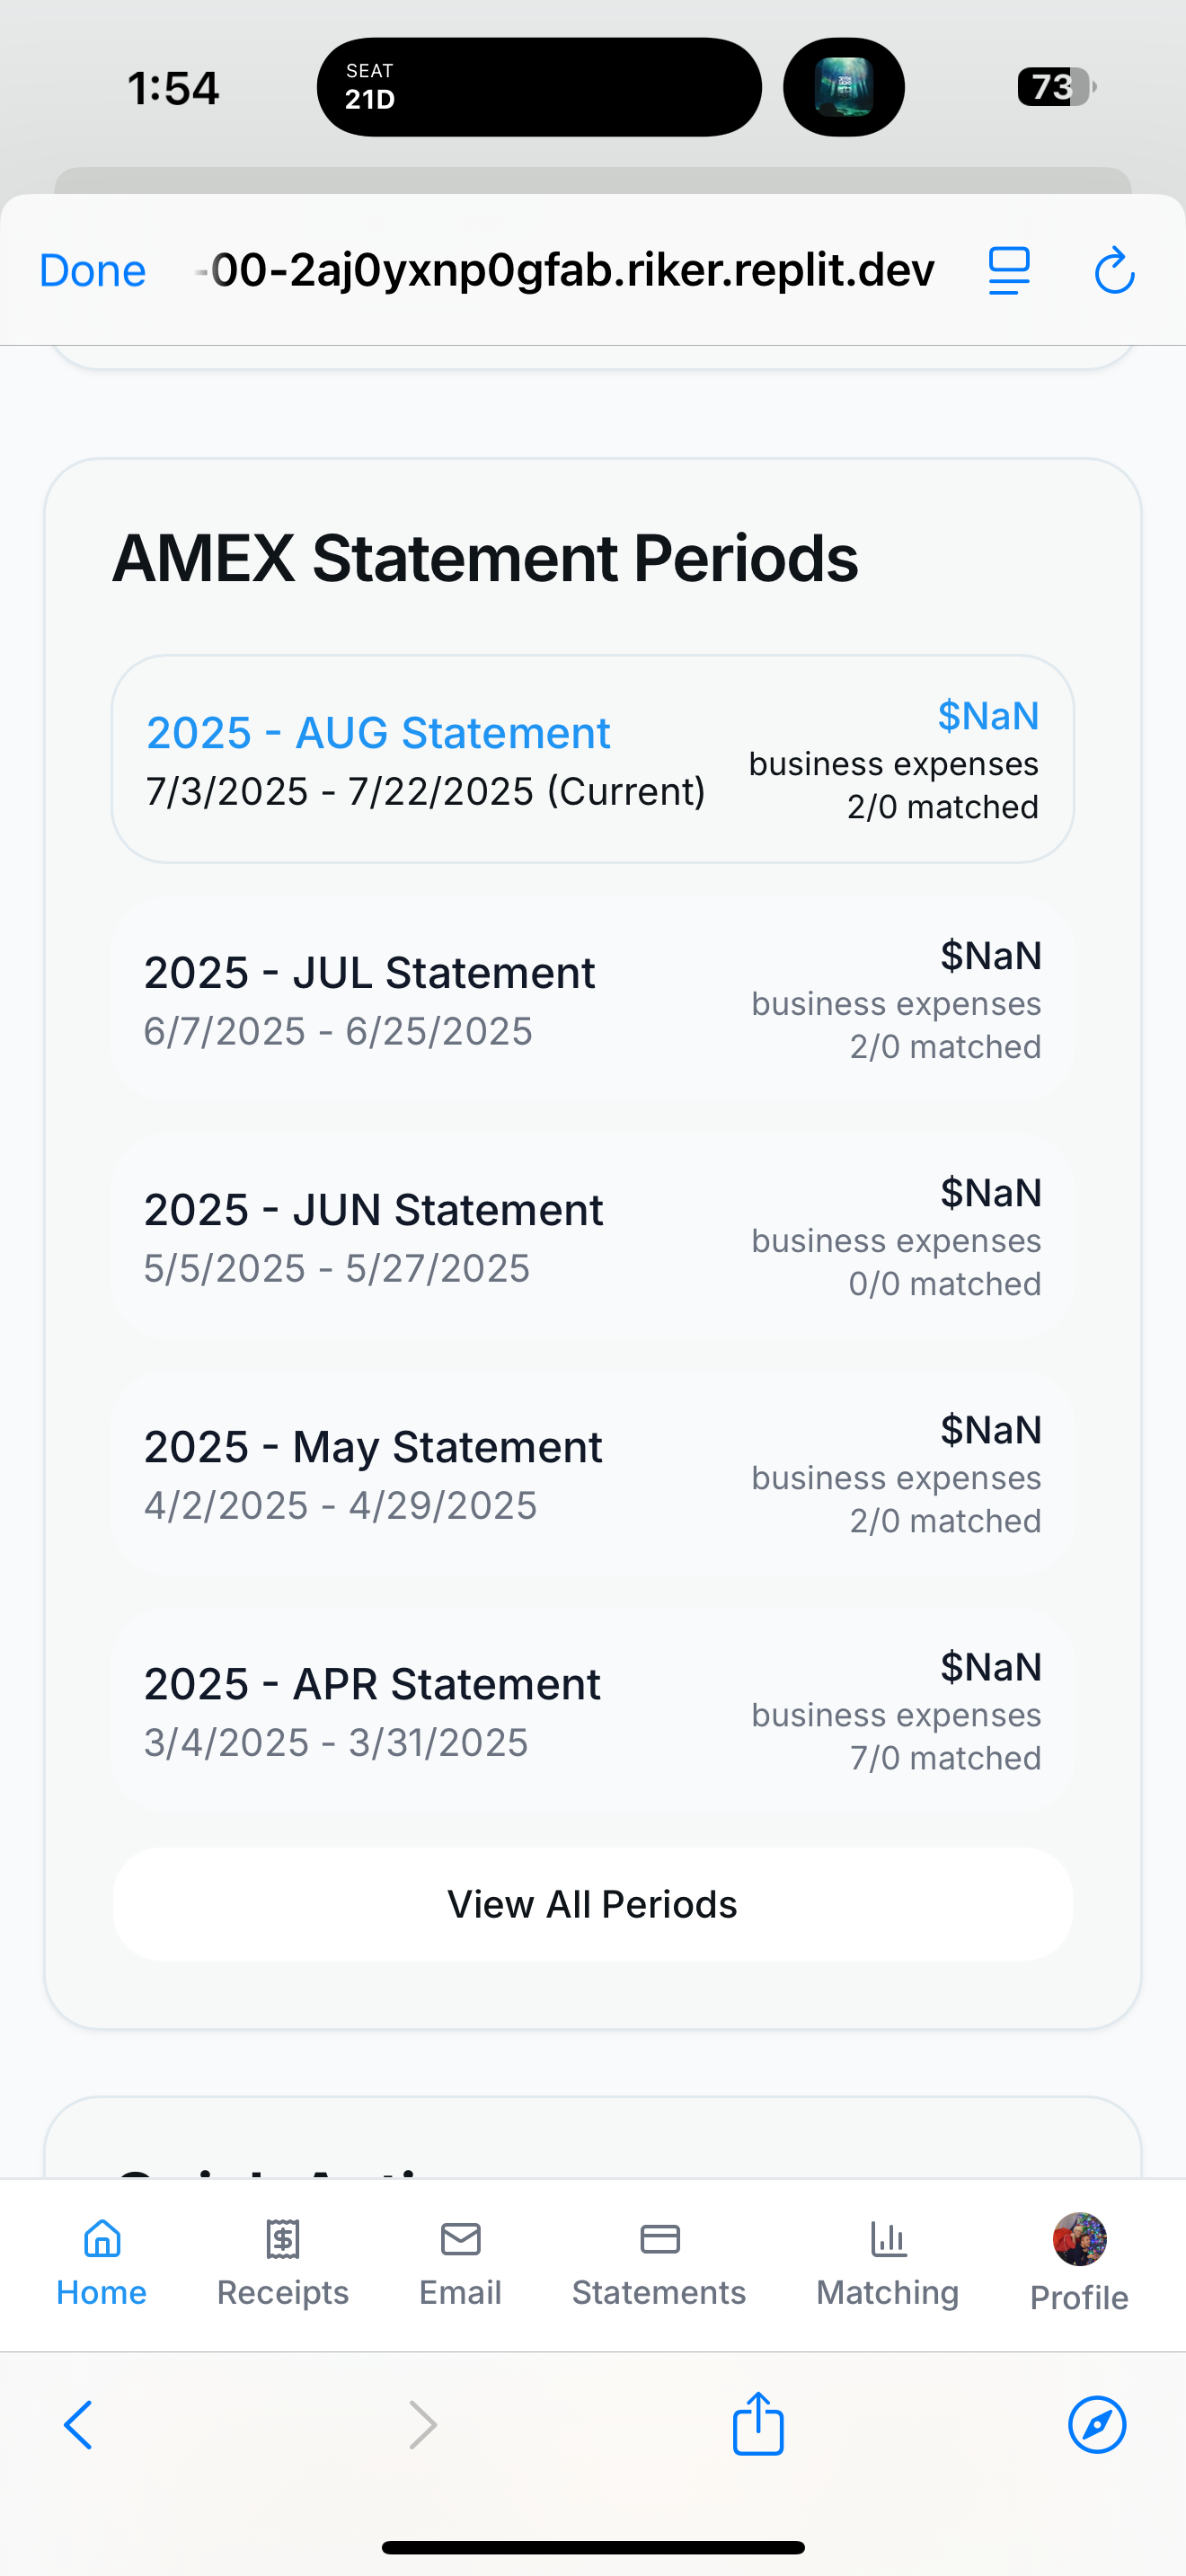 1:54
SEAT
21D
73
Done
-00-2aj0yxnp0gfab.riker.replit.dev
AMEX Statement Periods
2025 - AUG Statement
7/3/2025 - 7/22/2025 (Current)
$NaN
business expenses
2/0 matched
2025 - JUL Statement
6/7/2025 - 6/25/2025
$NaN
business expenses
2/0 matched
2025 - JUN Statement
5/5/2025 - 5/27/2025
$NaN
business expenses
0/0 matched
2025 - May Statement
4/2/2025 - 4/29/2025
$NaN
business expenses
2/0 matched
2025 - APR Statement
3/4/2025 - 3/31/2025
$NaN
business expenses
7/0 matched
View All Periods
Home
Receipts
Email
Statements
Matching
Profile